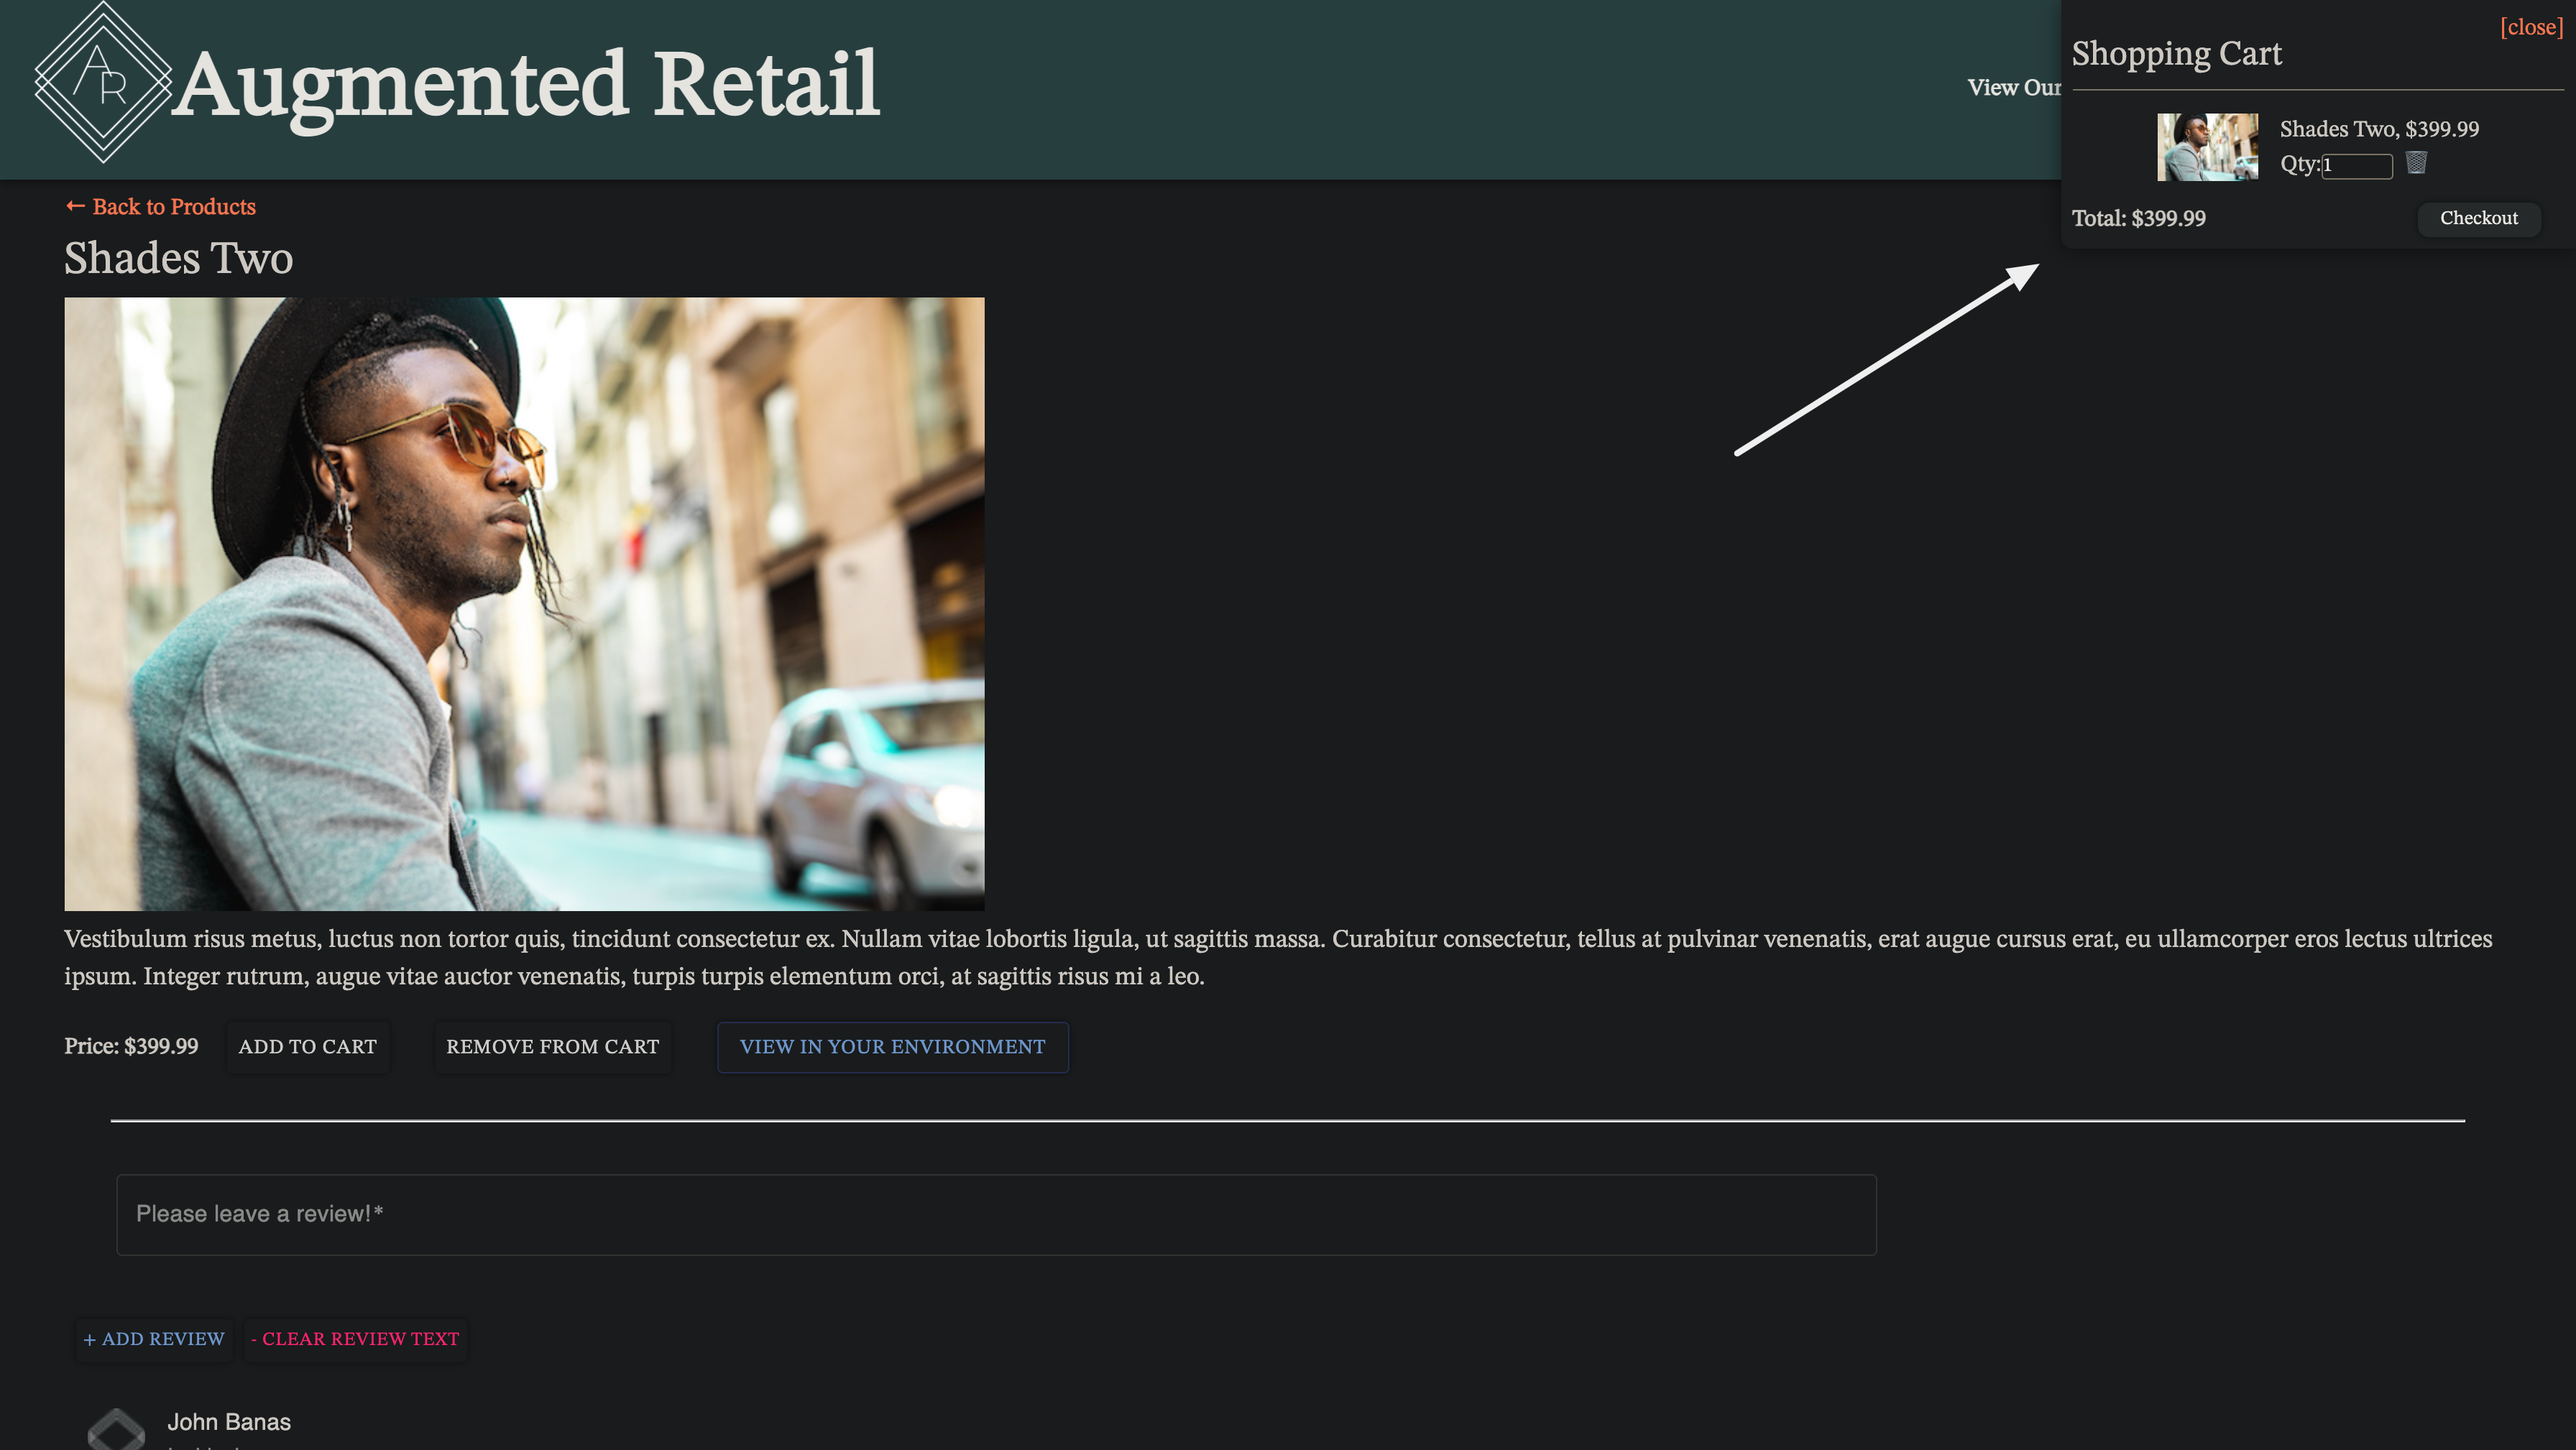 AR
Augmented Retail
View Our
[close]
Shopping Cart
Shades Two, $399.99
Qty:1
Total: $399.99
Checkout
← Back to Products
Shades Two
Vestibulum risus metus, luctus non tortor quis, tincidunt consectetur ex. Nullam vitae lobortis ligula, ut sagittis massa. Curabitur consectetur, tellus at pulvinar venenatis, erat augue cursus erat, eu ullamcorper eros lectus ultrices
ipsum. Integer rutrum, augue vitae auctor venenatis, turpis turpis elementum orci, at sagittis risus mi a leo.
Price: $399.99
ADD TO CART
REMOVE FROM CART
VIEW IN YOUR ENVIRONMENT
Please leave a review!*
+ ADD REVIEW
- CLEAR REVIEW TEXT
John Banas